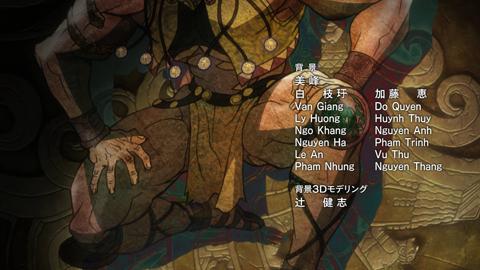 背 景
美 峰
白 枝 玗 加 藤 恵
Van Giang Do Quyen
Ly Huong Huynh Thuy
Ngo Khang Nguyen Anh
Nguyen Ha Pham Trinh
Le An Vu Thu
Pham Nhung Nguyen Thang
背景3Dモデリング
辻 健 志